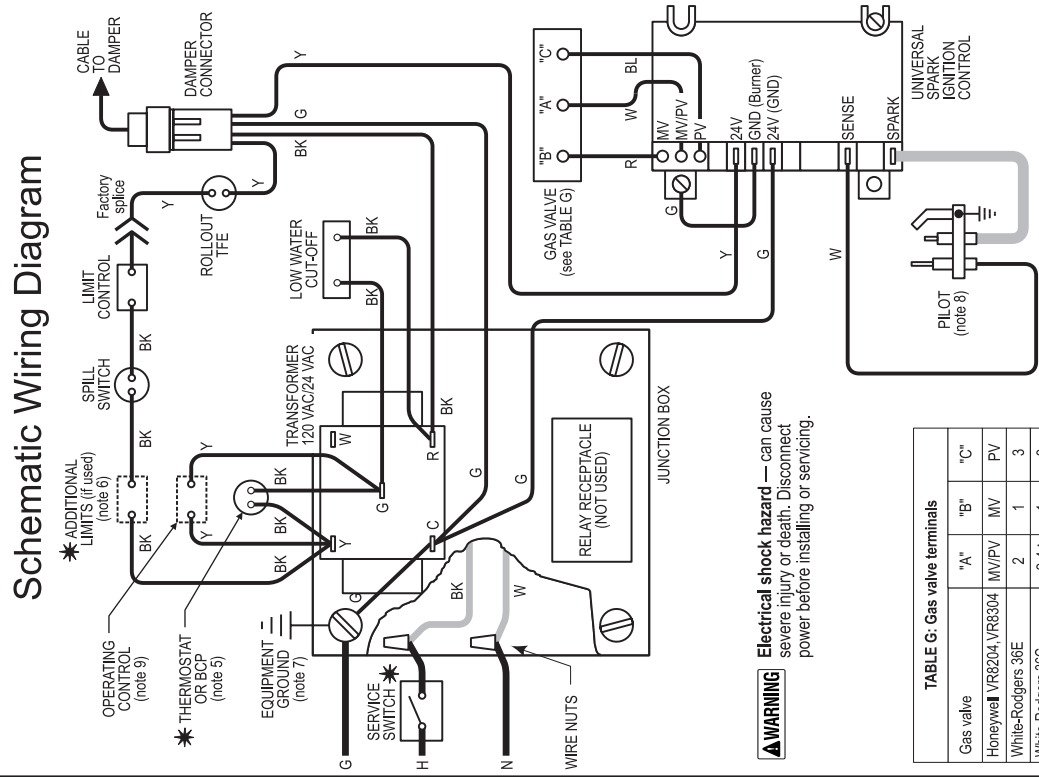 Schematic Wiring Diagram
✷ ADDITIONAL
LIMITS (if used)
(note 6)
SPILL
SWITCH
LIMIT
CONTROL
Factory
splice
CABLE
TO
DAMPER
DAMPER
CONNECTOR
BK
BK
BK
Y
Y
Y
G
BK
ROLLOUT
TFE
OPERATING
CONTROL
(note 9)
✷ THERMOSTAT
OR BCP
(note 5)
Y
Y
BK
BK
BK
BK
EQUIPMENT
GROUND
(note 7)
TRANSFORMER
120 VAC/24 VAC
W
Y
G
R
C
G
BK
G
G
LOW WATER
CUT-OFF
BK
BK
SERVICE
SWITCH ✷
G
H
N
BK
W
WIRE NUTS
RELAY RECEPTACLE
(NOT USED)
JUNCTION BOX
GAS VALVE
(see TABLE G)
"B"
"A"
"C"
R
W
BL
MV
MV/PV
PV
24V
GND (Burner)
24V (GND)
SENSE
SPARK
G
Y
G
W
UNIVERSAL
SPARK
IGNITION
CONTROL
PILOT
(note 8)
WARNING
Electrical shock hazard — can cause
severe injury or death. Disconnect
power before installing or servicing.
TABLE G: Gas valve terminals
Gas valve "A" "B" "C"
Honeywell VR8204,VR8304 MV/PV MV PV
White-Rodgers 36E 2 1 3